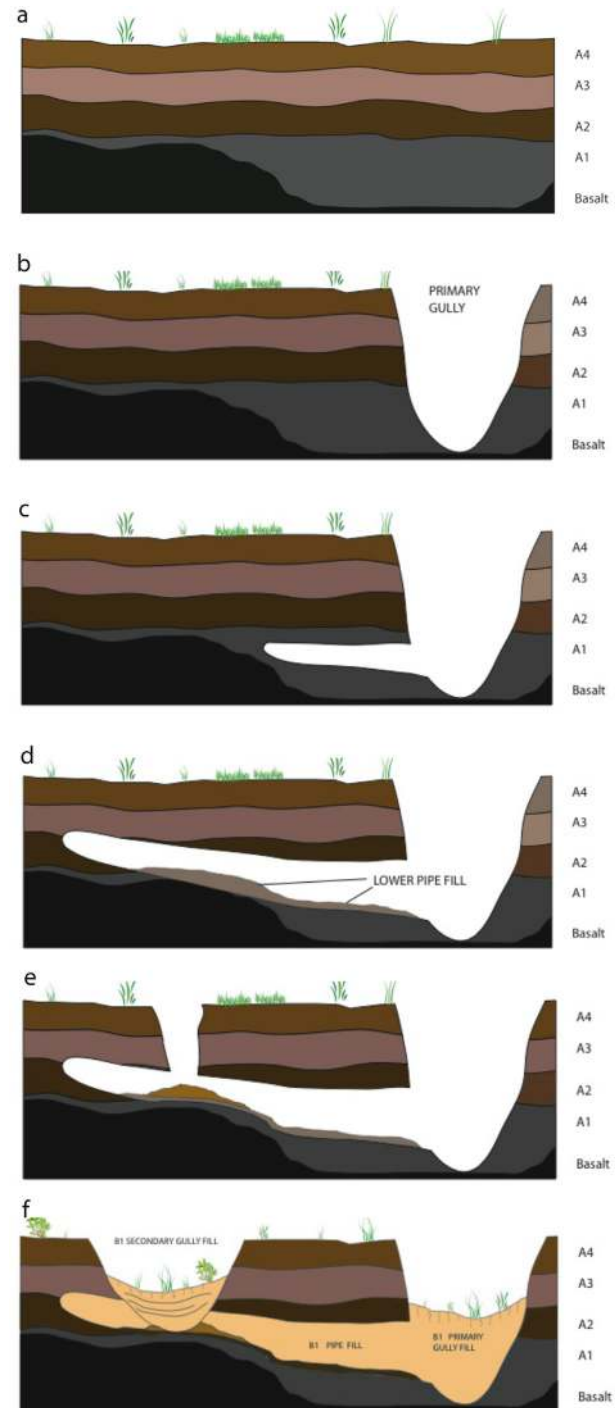 a
A4
A3
A2
A1
Basalt
b
PRIMARY
GULLY
A4
A3
A2
A1
Basalt
c
A4
A3
A2
A1
Basalt
d
A4
A3
A2
LOWER PIPE FILL
A1
Basalt
e
A4
A3
A2
A1
Basalt
f
B1 SECONDARY GULLY FILL
A4
A3
A2
B1 PIPE FILL
B1 PRIMARY
GULLY FILL
A1
Basalt